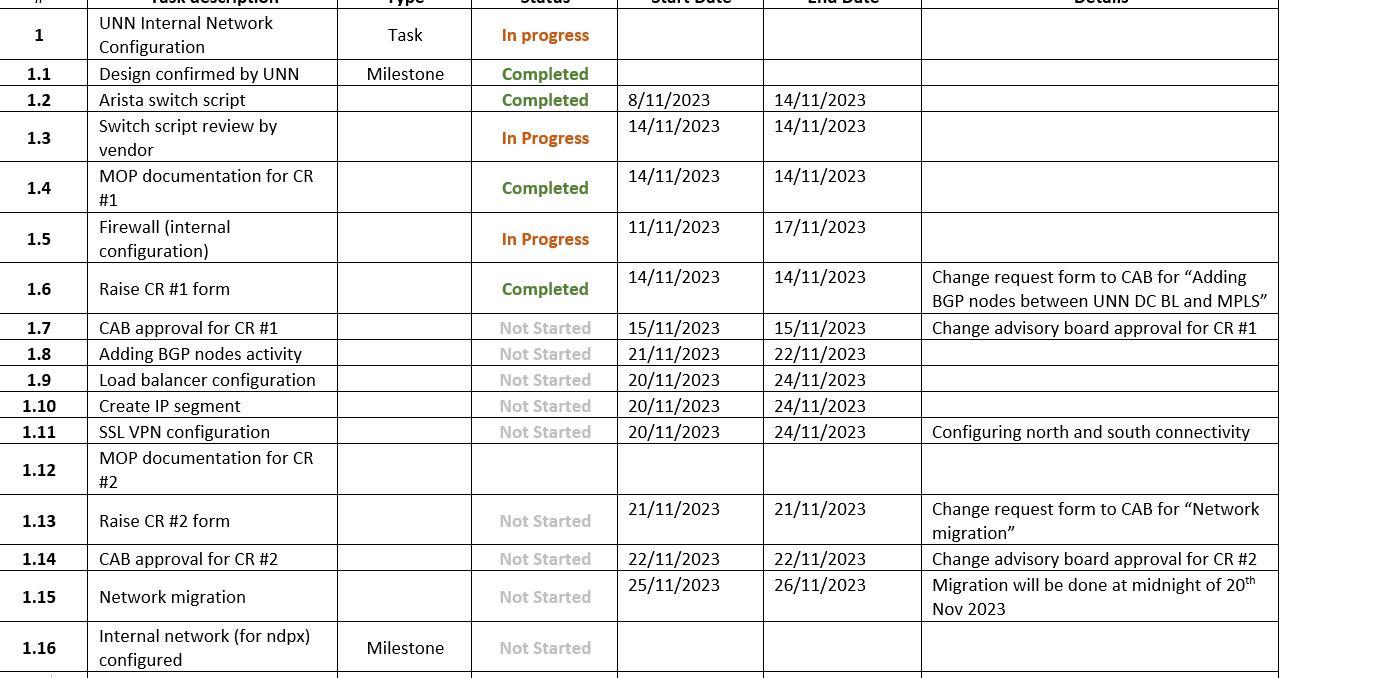 # Task description Type Status Start Date End Date Details
1 UNN Internal Network Configuration Task In progress
1.1 Design confirmed by UNN Milestone Completed
1.2 Arista switch script Completed 8/11/2023 14/11/2023
1.3 Switch script review by vendor In Progress 14/11/2023 14/11/2023
1.4 MOP documentation for CR #1 Completed 14/11/2023 14/11/2023
1.5 Firewall (internal configuration) In Progress 11/11/2023 17/11/2023
1.6 Raise CR #1 form Completed 14/11/2023 14/11/2023 Change request form to CAB for “Adding BGP nodes between UNN DC BL and MPLS”
1.7 CAB approval for CR #1 Not Started 15/11/2023 15/11/2023 Change advisory board approval for CR #1
1.8 Adding BGP nodes activity Not Started 21/11/2023 22/11/2023
1.9 Load balancer configuration Not Started 20/11/2023 24/11/2023
1.10 Create IP segment Not Started 20/11/2023 24/11/2023
1.11 SSL VPN configuration Not Started 20/11/2023 24/11/2023 Configuring north and south connectivity
1.12 MOP documentation for CR #2
1.13 Raise CR #2 form Not Started 21/11/2023 21/11/2023 Change request form to CAB for “Network migration”
1.14 CAB approval for CR #2 Not Started 22/11/2023 22/11/2023 Change advisory board approval for CR #2
1.15 Network migration Not Started 25/11/2023 26/11/2023 Migration will be done at midnight of 20th Nov 2023
1.16 Internal network (for ndpx) configured Milestone Not Started